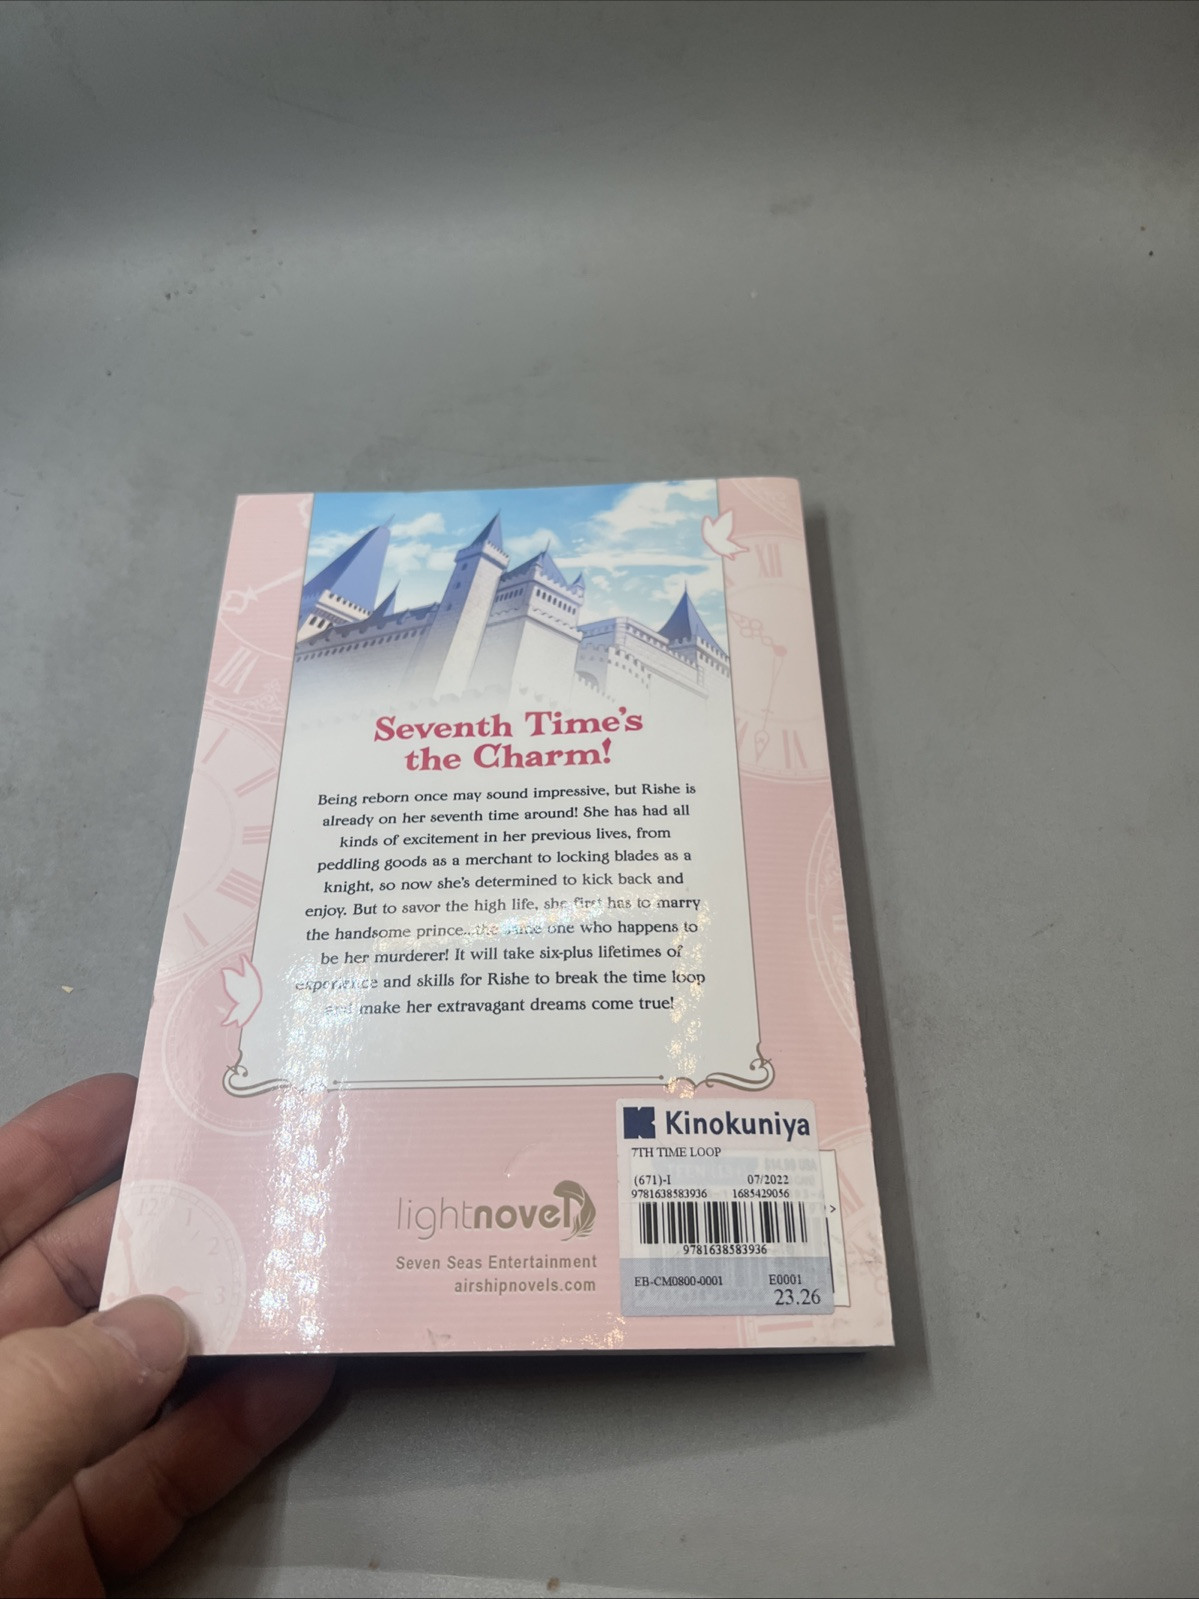 Seventh Time's
the Charm!
Being reborn once may sound impressive, but Rishe is
already on her seventh time around! She has had all
kinds of excitement in her previous lives, from
peddling goods as a merchant to locking blades as a
knight, so now she's determined to kick back and
enjoy. But to savor the high life, she first has to marry
the handsome prince...the same one who happens to
be her murderer! It will take six-plus lifetimes of
experience and skills for Rishe to break the time loop
and make her extravagant dreams come true!
lightnovel
Seven Seas Entertainment
airshipnovels.com
Kinokuniya
7TH TIME LOOP
(671)-I 07/2022
9781638583936 1685429056
9781638583936
EB-CM0800-0001 E0001
23.26
XII
12 1 2